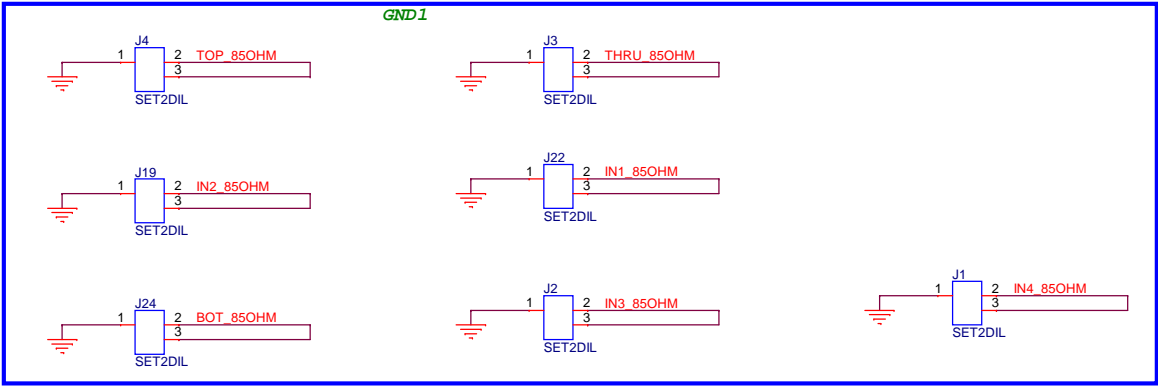 GND1
J4
1 2 TOP_85OHM
3
SET2DIL
J3
1 2 THRU_85OHM
3
SET2DIL
J19
1 2 IN2_85OHM
3
SET2DIL
J22
1 2 IN1_85OHM
3
SET2DIL
J24
1 2 BOT_85OHM
3
SET2DIL
J2
1 2 IN3_85OHM
3
SET2DIL
J1
1 2 IN4_85OHM
3
SET2DIL